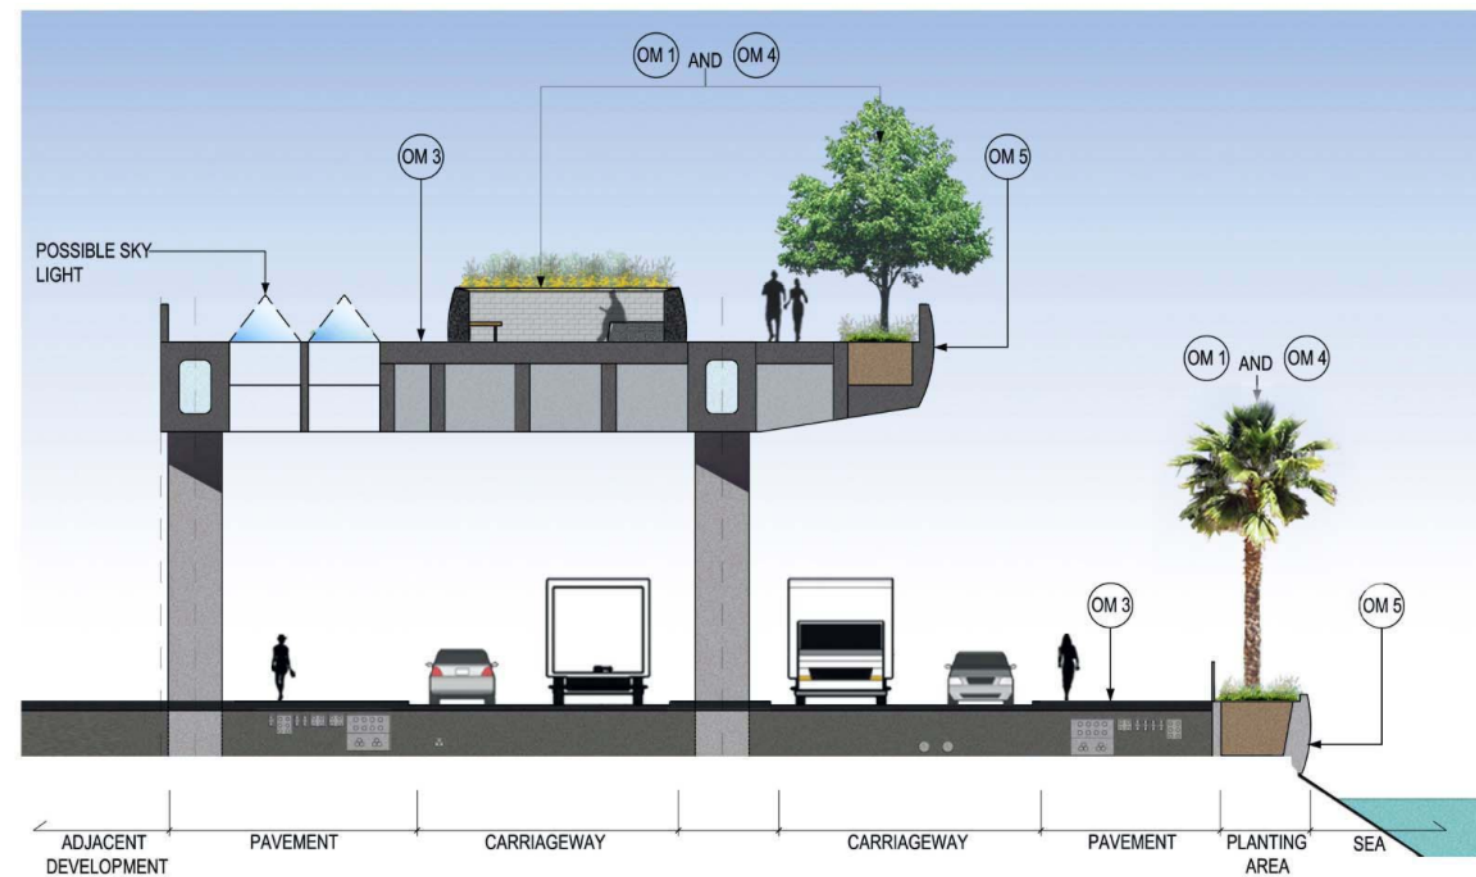 OM 1 AND OM 4
OM 3
OM 5
POSSIBLE SKY
LIGHT
OM 1 AND OM 4
OM 3
OM 5
ADJACENT
DEVELOPMENT
PAVEMENT
CARRIAGEWAY
CARRIAGEWAY
PAVEMENT
PLANTING
AREA
SEA